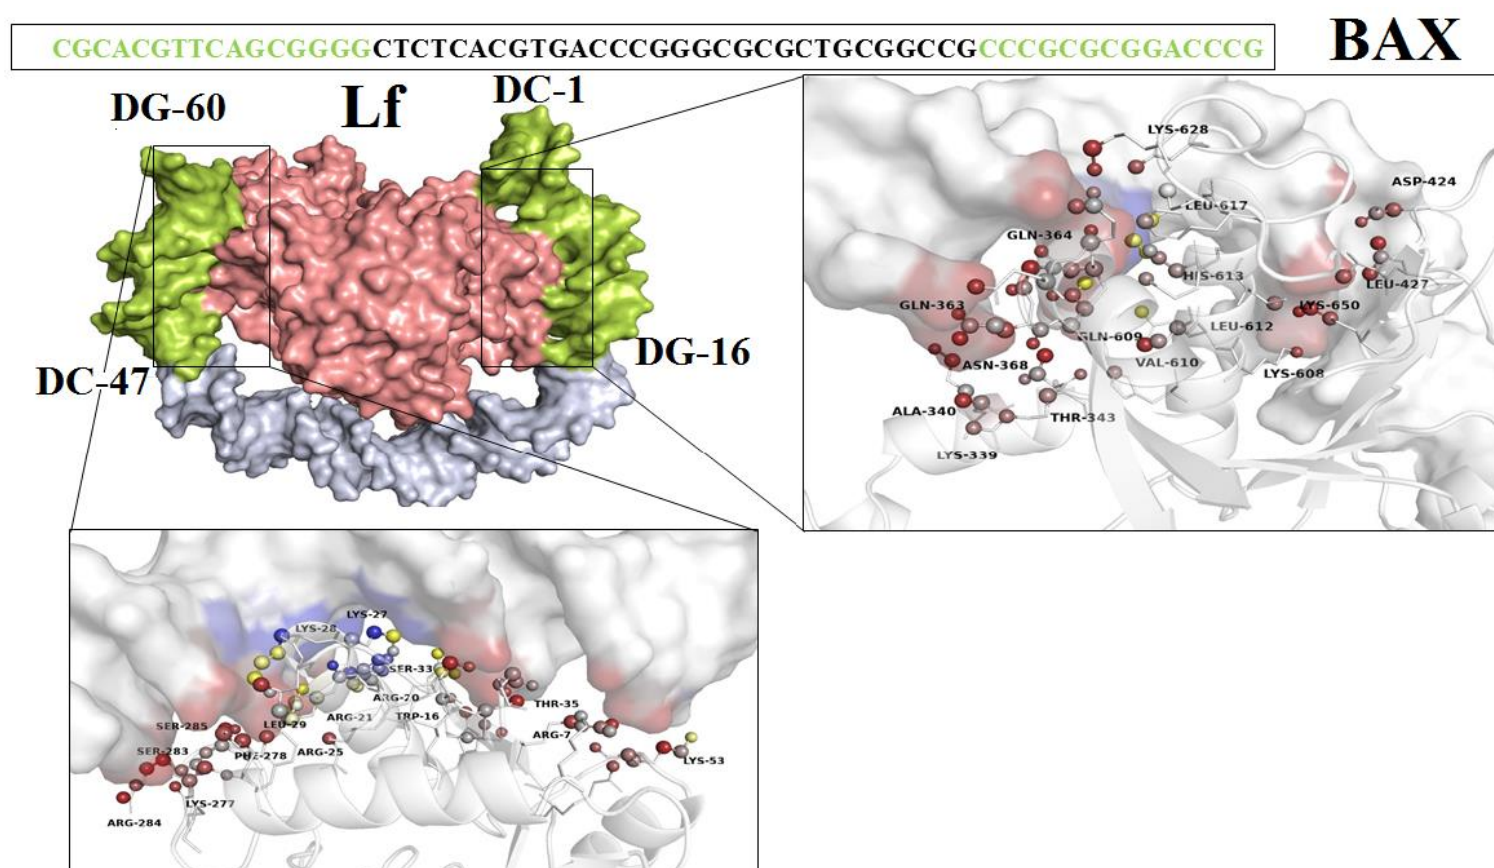 CGCACGTTCAGCGGGGCTCTCACGTGACCCGGGCGCGCTGCGGCCGCCCGCGCGGACCCG
BAX
DG-60
Lf
DC-1
DC-47
DG-16
LYS-628
ASP-424
LEU-617
GLN-364
HIS-613
LEU-427
GLN-363
LYS-650
GLN-609
LEU-612
ASN-368
VAL-610
LYS-608
ALA-340
THR-343
LYS-339
LYS-27
LYS-28
SER-33
ARG-20
THR-35
SER-285
LEU-29
ARG-21
TRP-16
ARG-7
SER-283
PHE-278
ARG-25
LYS-53
LYS-277
ARG-284